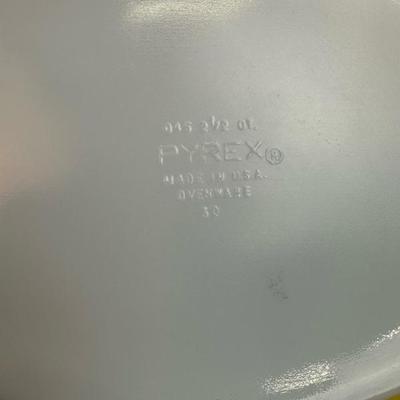 045 2 1/2 QT.
PYREX ®
MADE IN U.S.A.
OVENWARE
30